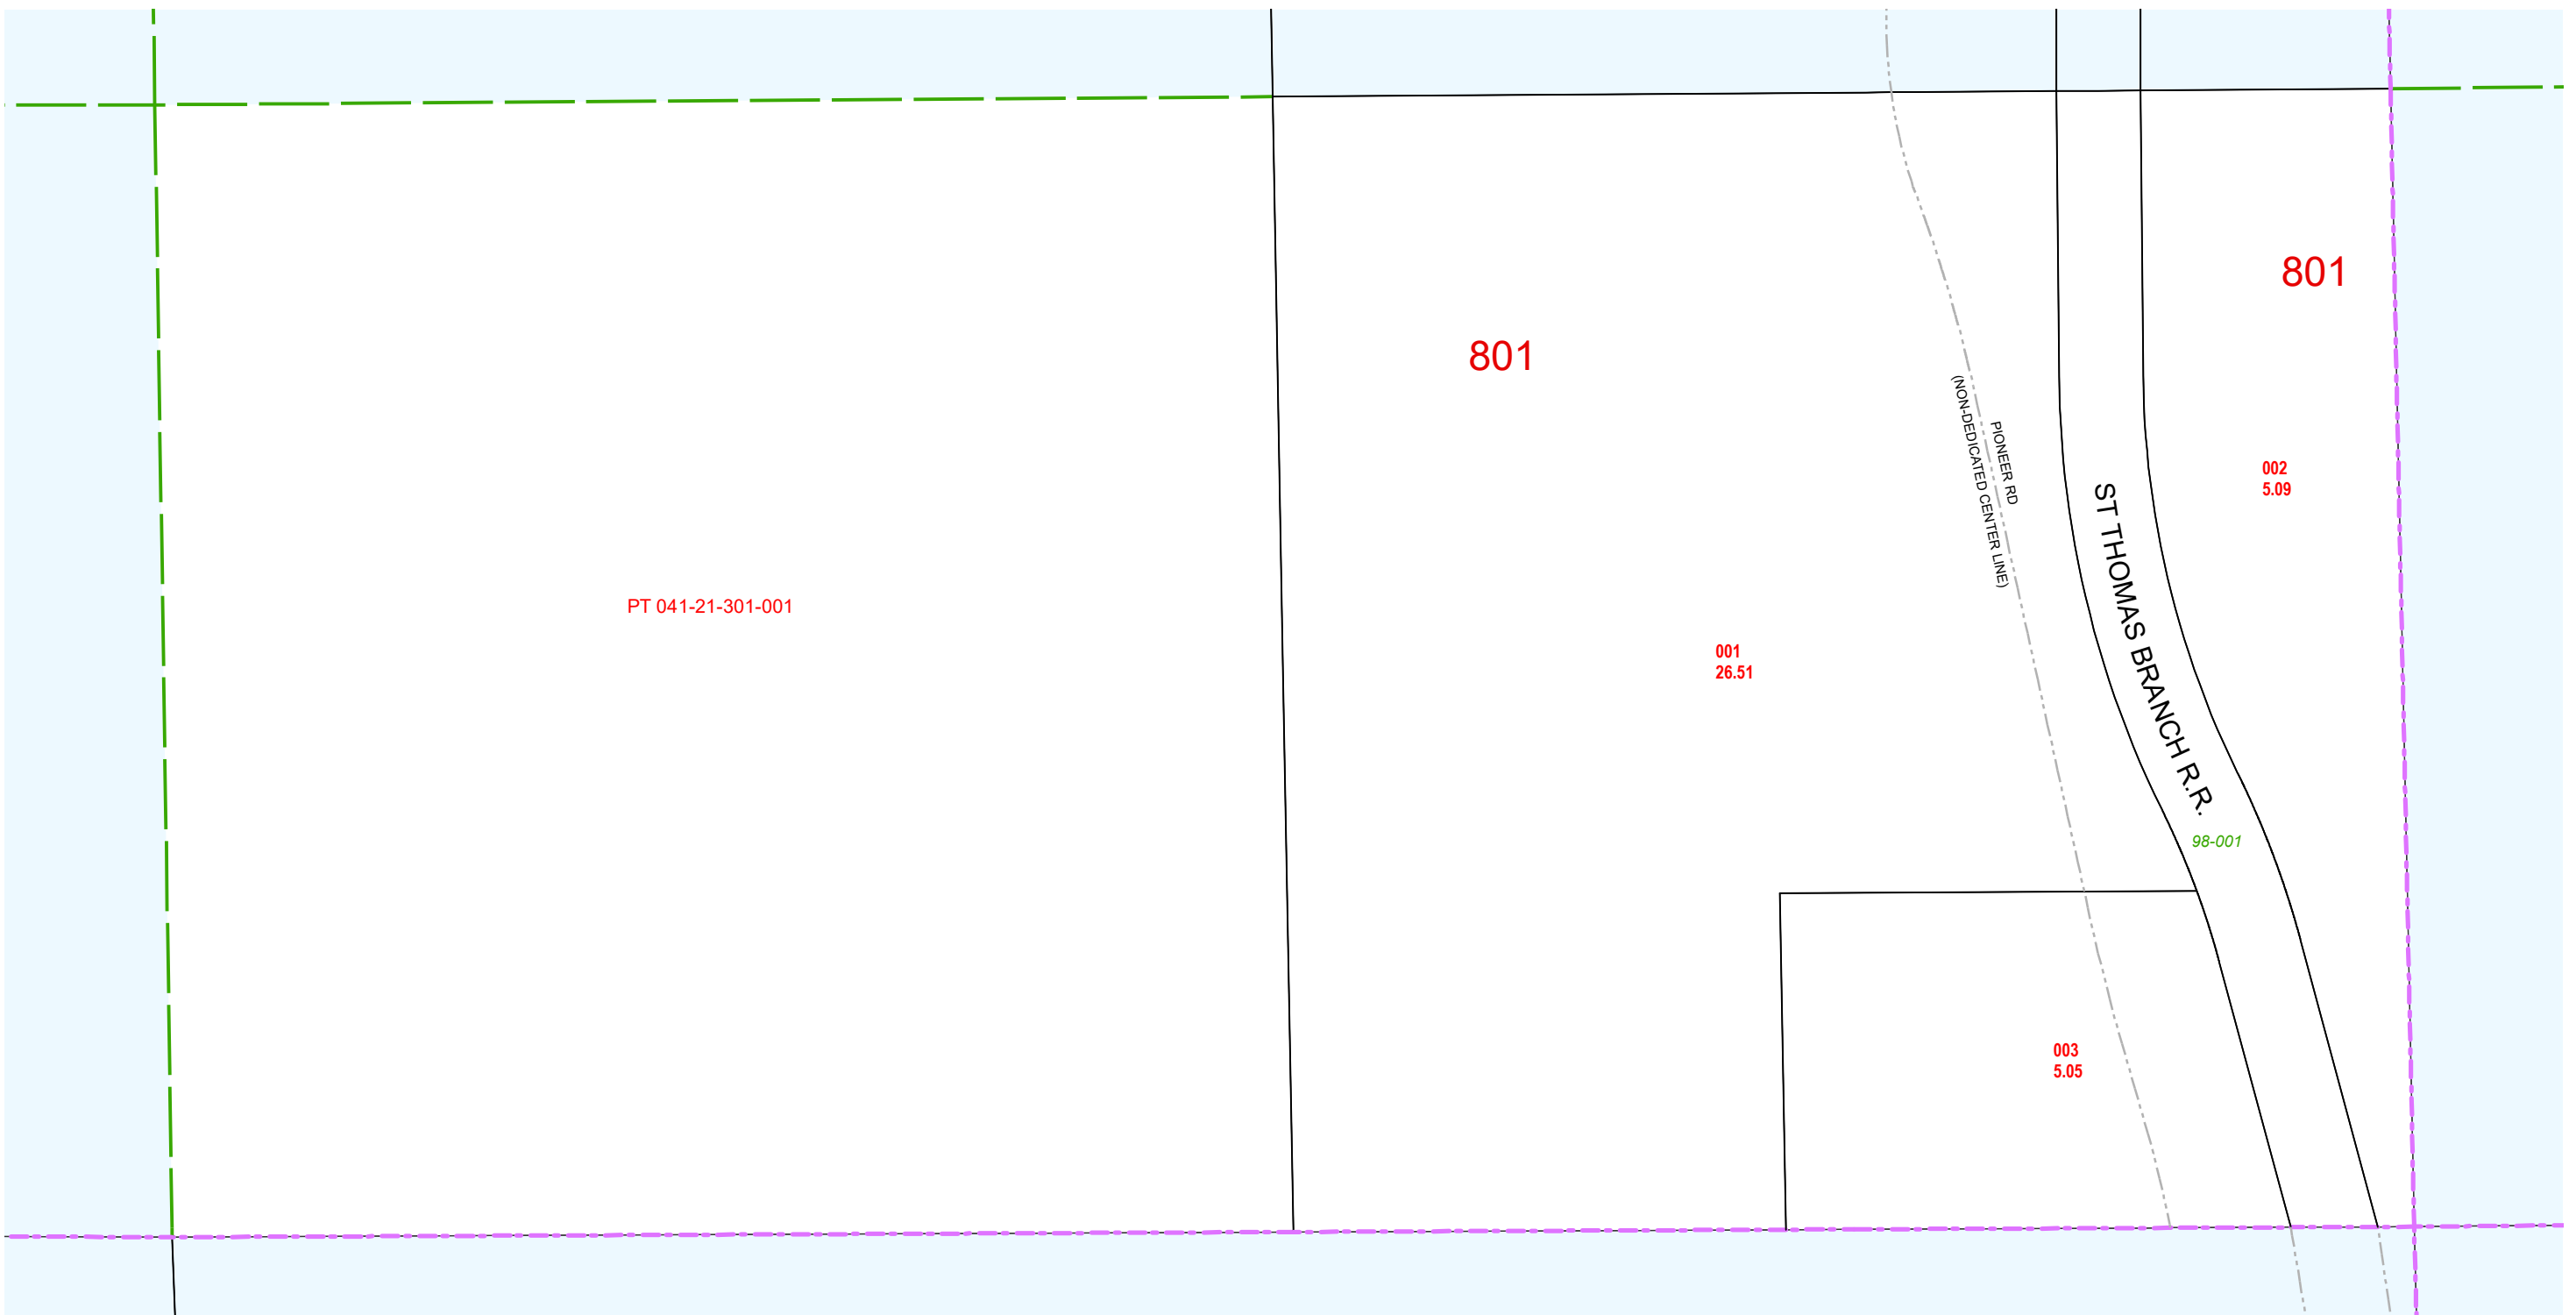 801
801
PIONEER RD
(NON-DEDICATED CENTER LINE)
002
5.09
ST THOMAS BRANCH R.R.
PT 041-21-301-001
001
26.51
98-001
003
5.05